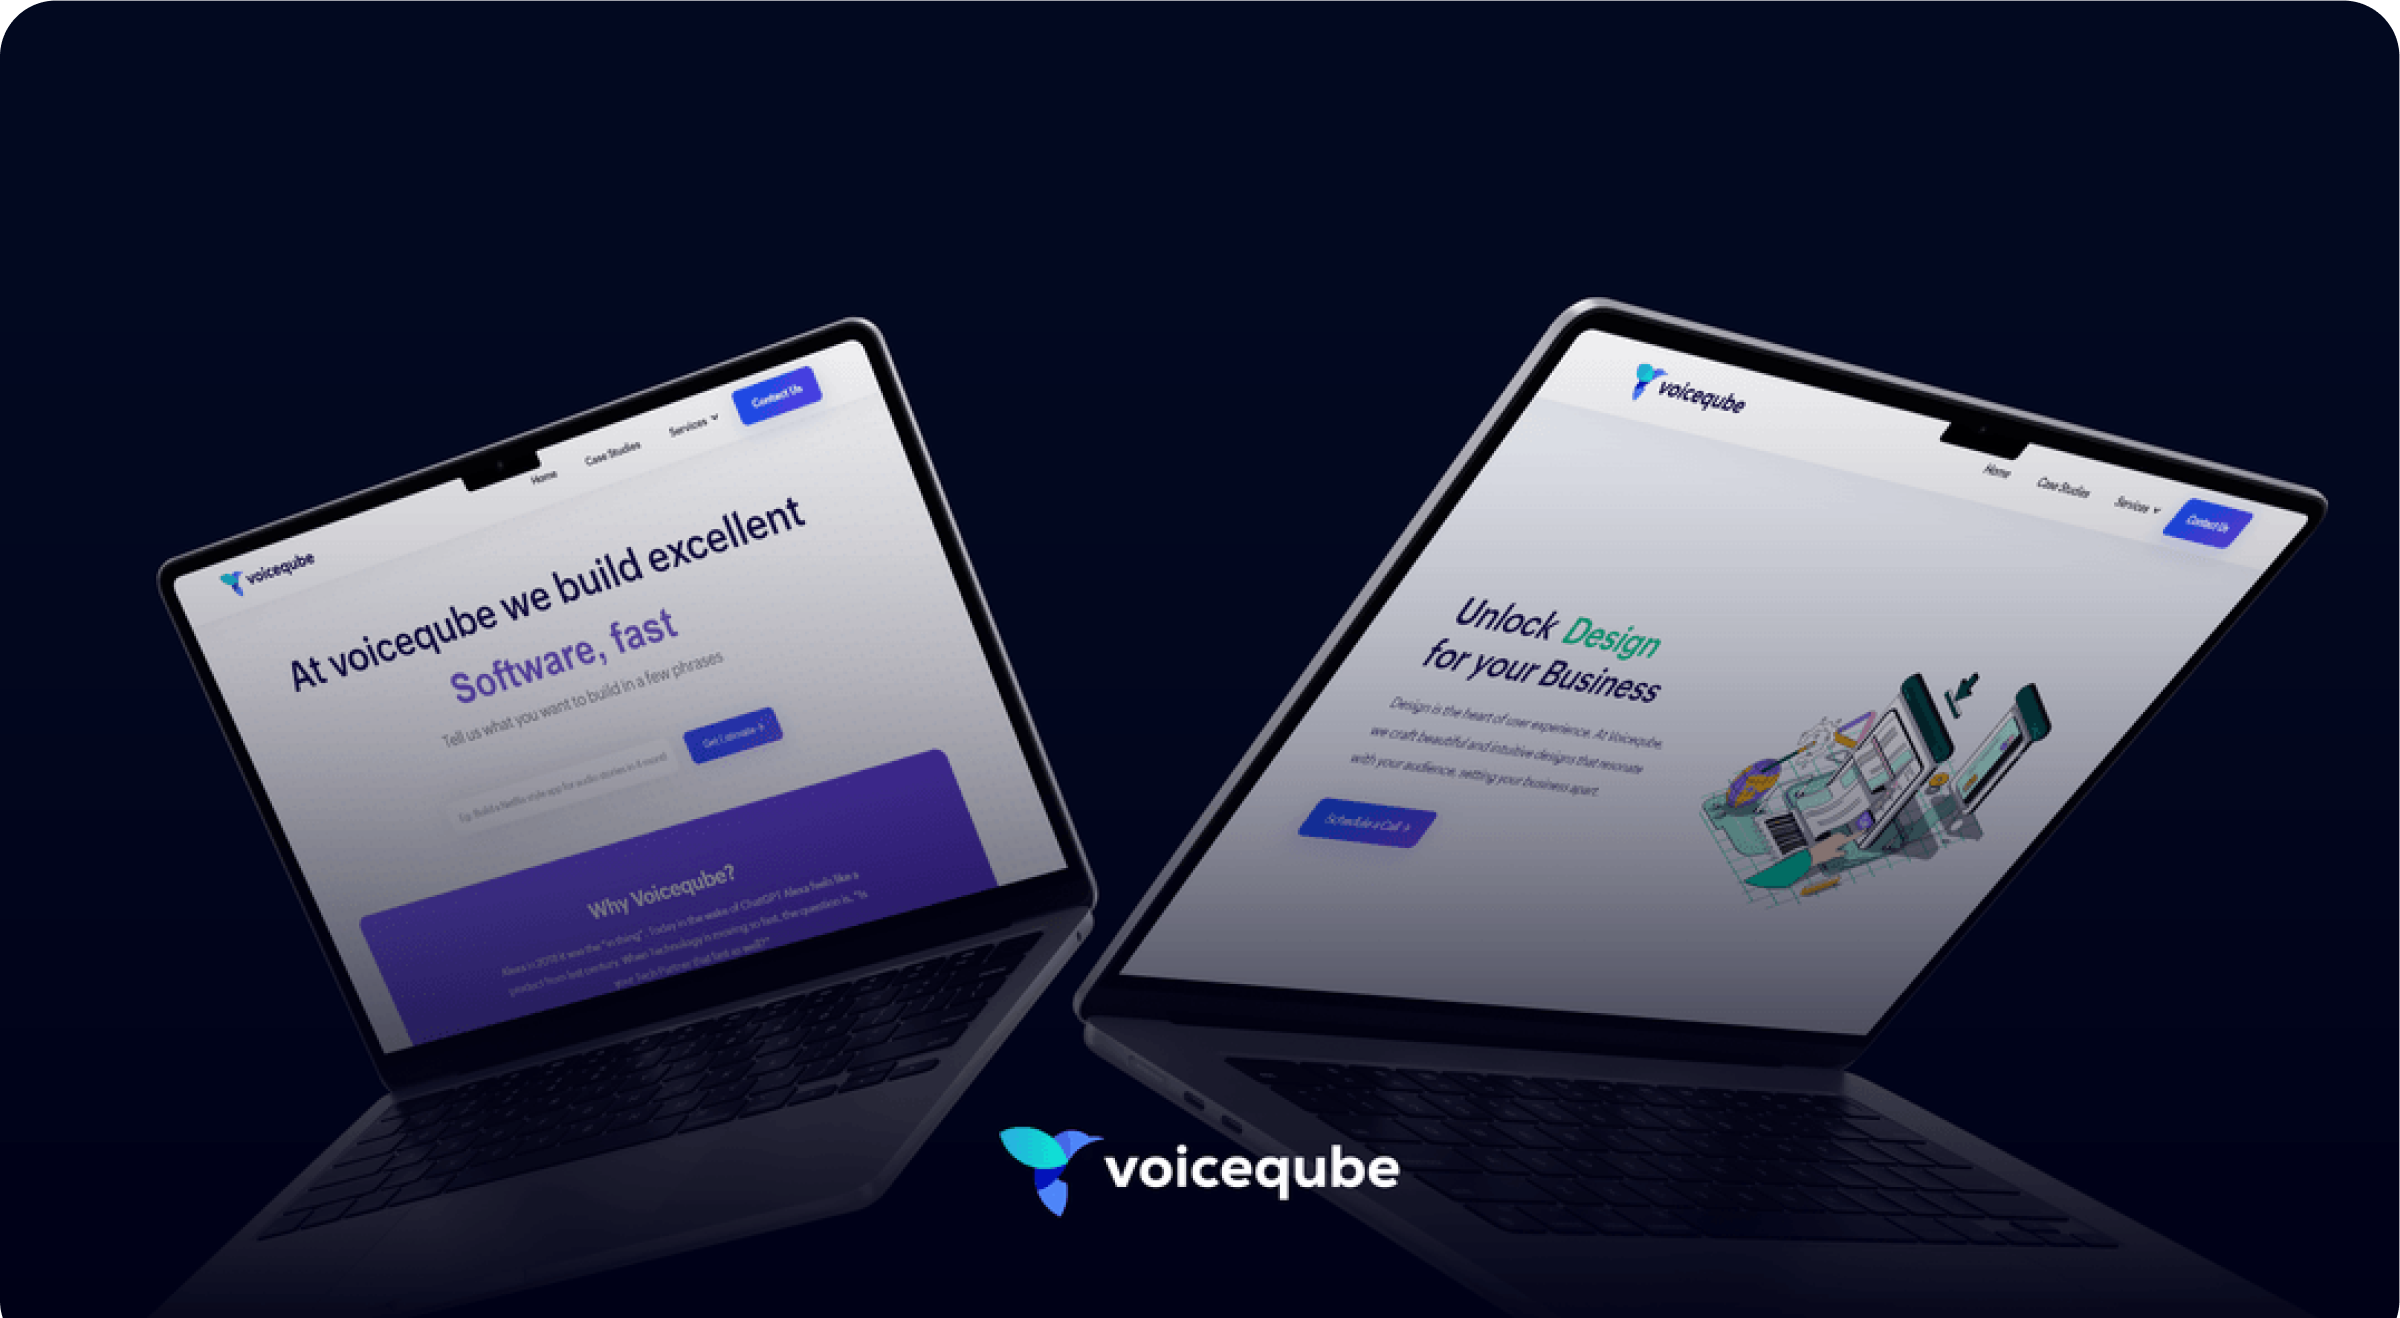 voiceqube
Home
Case Studies
Services
Contact Us
At voiceqube we build excellent
Software, fast
Tell us what you want to build in a few phrases
Tip: Build a Netflix style app for audio stories in 4 month
Get Estimate →
Why Voiceqube?
Alexa in 2018 it was the "in thing". Today in the wake of ChatGPT Alexa feels like a
product from last century. When Technology is moving so fast, the question is, "Is
your Tech Partner that fast as well?"
voiceqube
Home
Case Studies
Services
Contact Us
Unlock Design
for your Business
Design is the heart of user experience. At Voiceqube,
we craft beautiful and intuitive designs that resonate
with your audience, setting your business apart.
Schedule a Call →
voiceqube